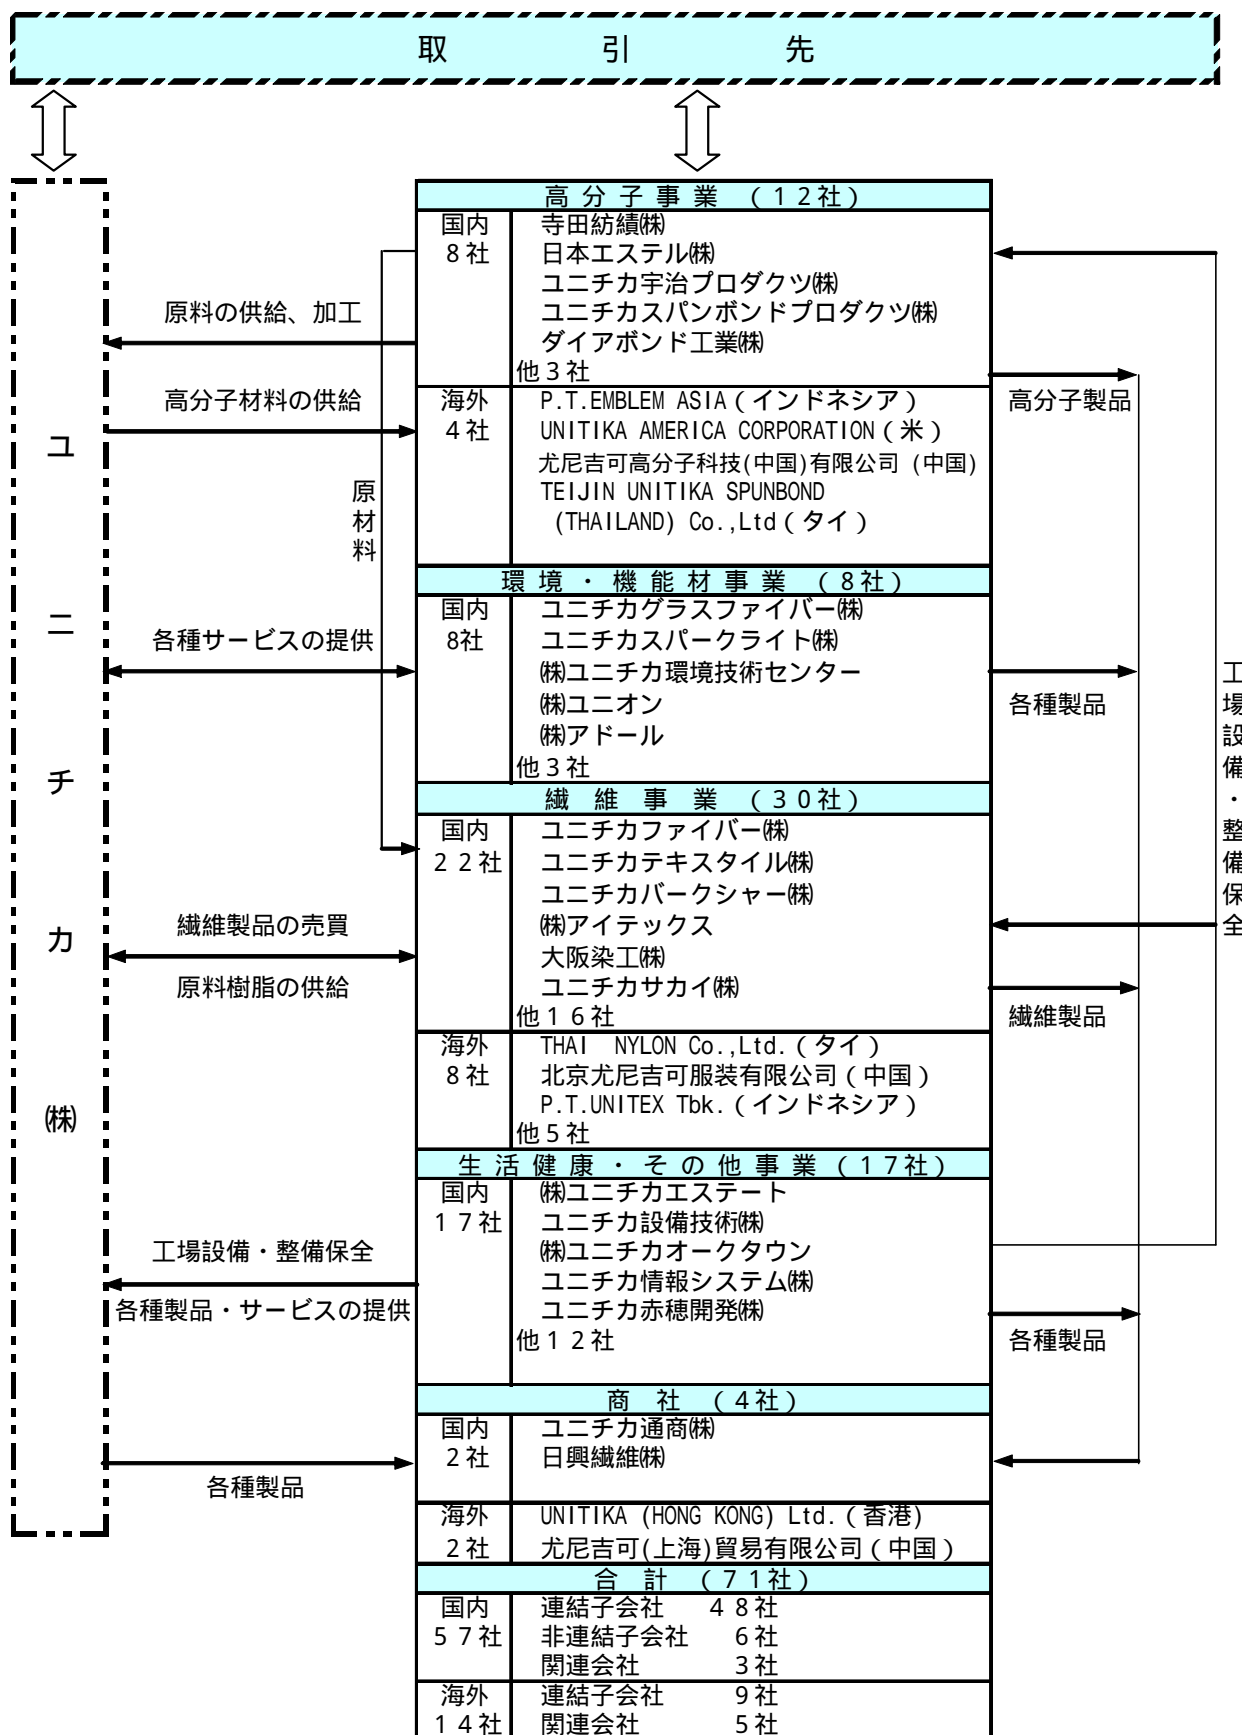 取引先
ユニチカ㈱
原料の供給、加工
高分子材料の供給
原材料
各種サービスの提供
繊維製品の売買
原料樹脂の供給
工場設備・整備保全
各種製品・サービスの提供
各種製品
高分子事業 (12社)
国内
8社
寺田紡績㈱
日本エステル㈱
ユニチカ宇治プロダクツ㈱
ユニチカスパンボンドプロダクツ㈱
ダイアボンド工業㈱
他3社
海外
4社
P.T.EMBLEM ASIA(インドネシア)
UNITIKA AMERICA CORPORATION(米)
尤尼吉可高分子科技(中国)有限公司 (中国)
TEIJIN UNITIKA SPUNBOND
(THAILAND) Co.,Ltd(タイ)
環境・機能材事業 (8社)
国内
8社
ユニチカグラスファイバー㈱
ユニチカスパークライト㈱
㈱ユニチカ環境技術センター
㈱ユニオン
㈱アドール
他3社
繊維事業 (30社)
国内
22社
ユニチカファイバー㈱
ユニチカテキスタイル㈱
ユニチカバークシャー㈱
㈱アイテックス
大阪染工㈱
ユニチカサカイ㈱
他16社
海外
8社
THAI NYLON Co.,Ltd.(タイ)
北京尤尼吉可服装有限公司(中国)
P.T.UNITEX Tbk.(インドネシア)
他5社
生活健康・その他事業(17社)
国内
17社
㈱ユニチカエステート
ユニチカ設備技術㈱
㈱ユニチカオークタウン
ユニチカ情報システム㈱
ユニチカ赤穂開発㈱
他12社
商社 (4社)
国内
2社
ユニチカ通商㈱
日興繊維㈱
海外
2社
UNITIKA (HONG KONG) Ltd.(香港)
尤尼吉可(上海)貿易有限公司(中国)
合計 (71社)
国内
57社
連結子会社 48社
非連結子会社 6社
関連会社 3社
海外
14社
連結子会社 9社
関連会社 5社
高分子製品
各種製品
繊維製品
各種製品
工場設備・整備保全